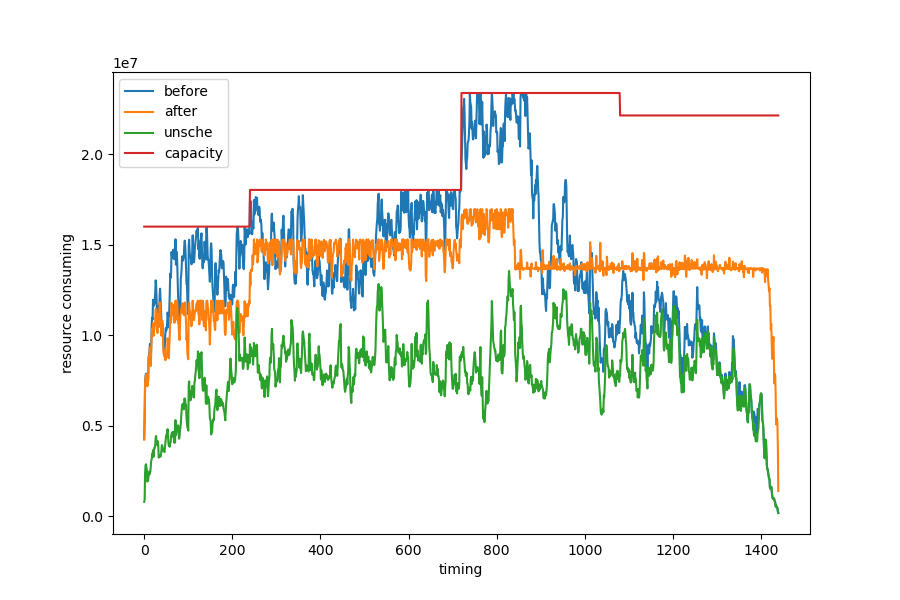 1e7
before
after
unsche
capacity
2.0
1.5
1.0
0.5
0.0
resource consuming
0 200 400 600 800 1000 1200 1400
timing